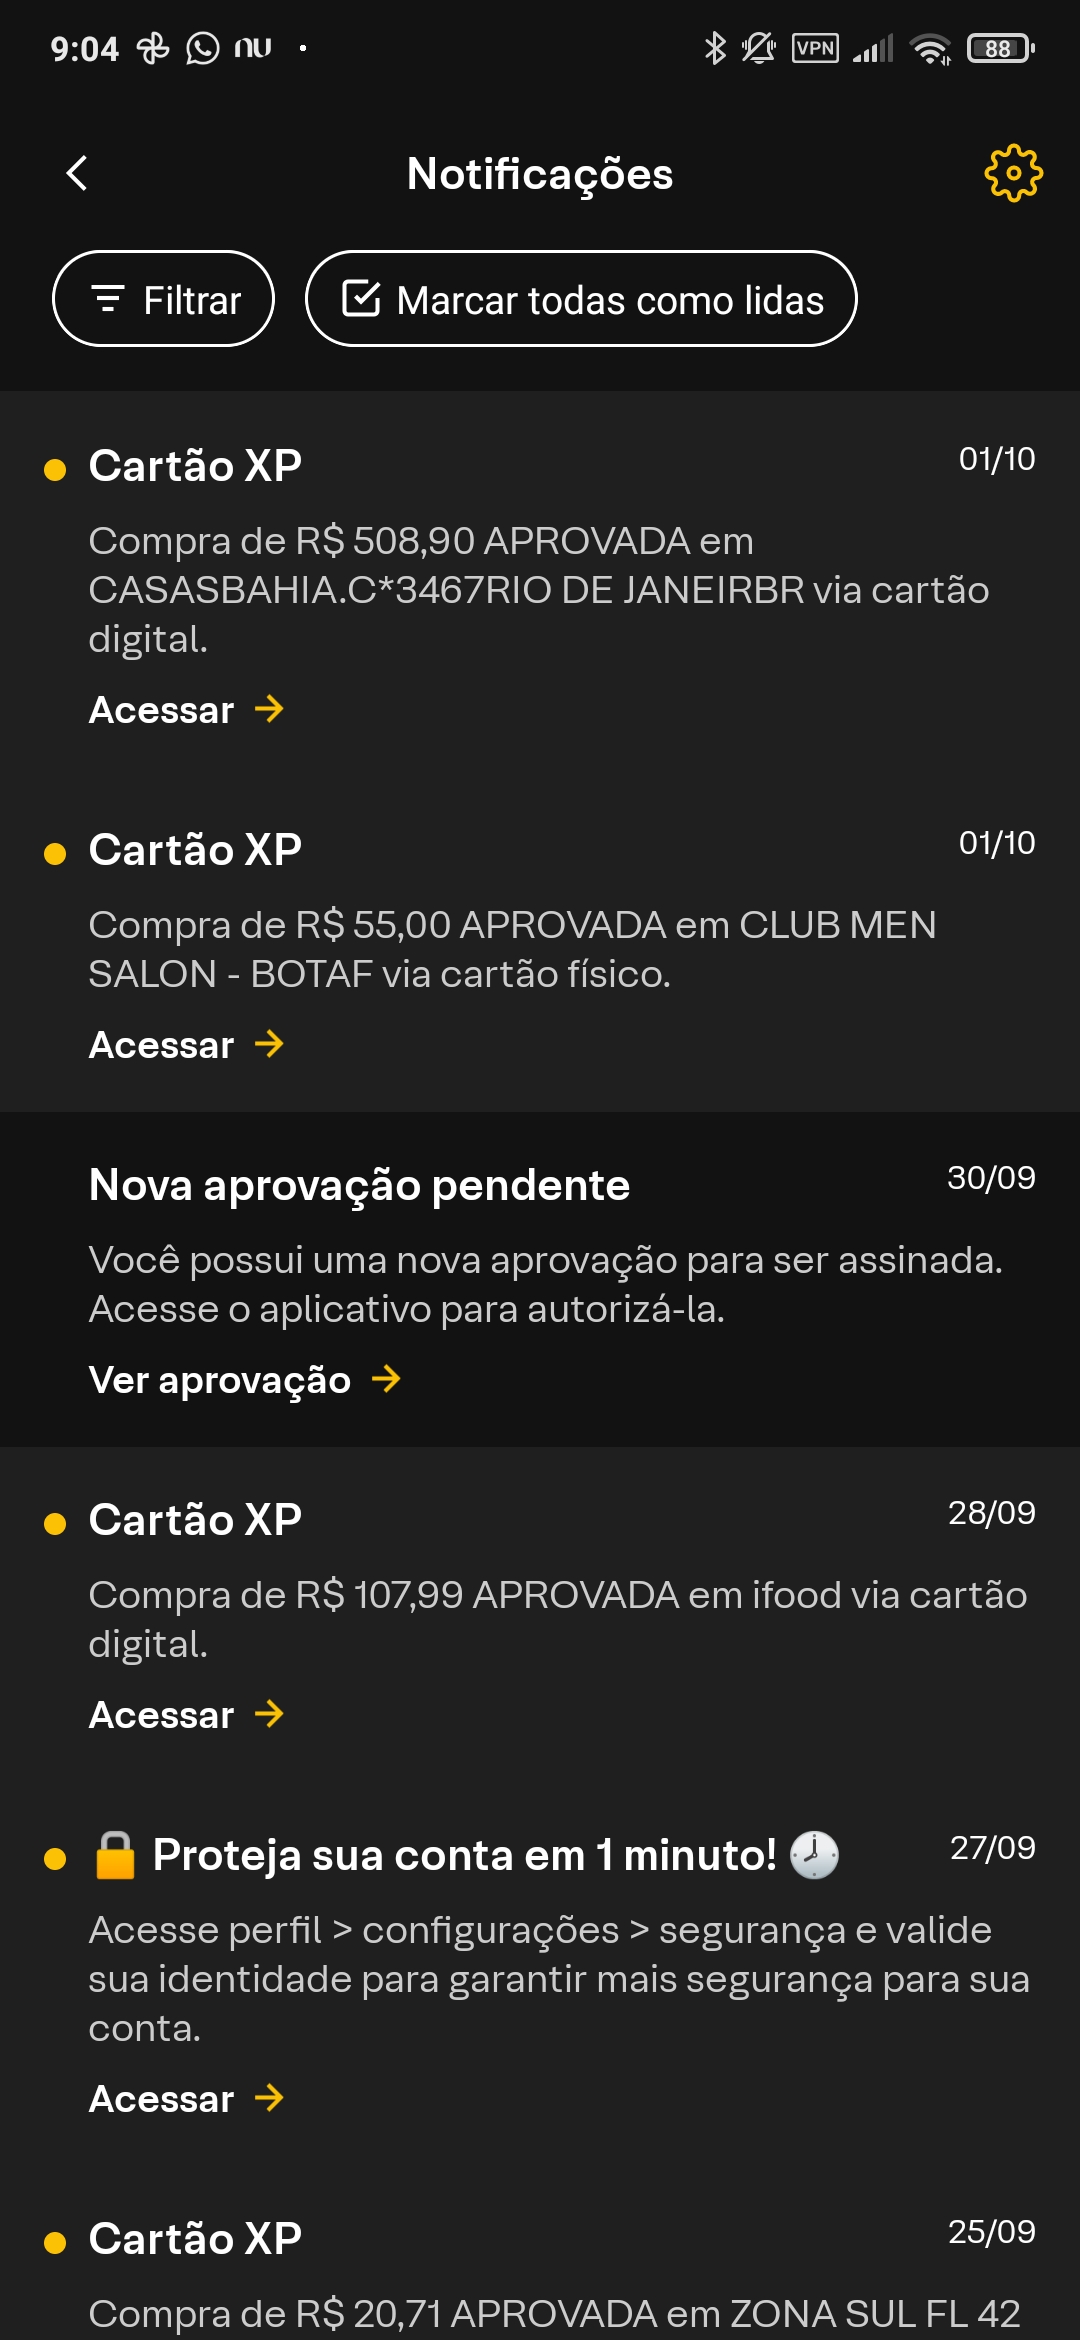 9:04 nu VPN 88
Notificações
Filtrar Marcar todas como lidas
Cartão XP 01/10
Compra de R$ 508,90 APROVADA em
CASASBAHIA.C*3467RIO DE JANEIRBR via cartão
digital.
Acessar →
Cartão XP 01/10
Compra de R$ 55,00 APROVADA em CLUB MEN
SALON - BOTAF via cartão físico.
Acessar →
Nova aprovação pendente 30/09
Você possui uma nova aprovação para ser assinada.
Acesse o aplicativo para autorizá-la.
Ver aprovação →
Cartão XP 28/09
Compra de R$ 107,99 APROVADA em ifood via cartão
digital.
Acessar →
🔒 Proteja sua conta em 1 minuto! 🕗 27/09
Acesse perfil > configurações > segurança e valide
sua identidade para garantir mais segurança para sua
conta.
Acessar →
Cartão XP 25/09
Compra de R$ 20,71 APROVADA em ZONA SUL FL 42